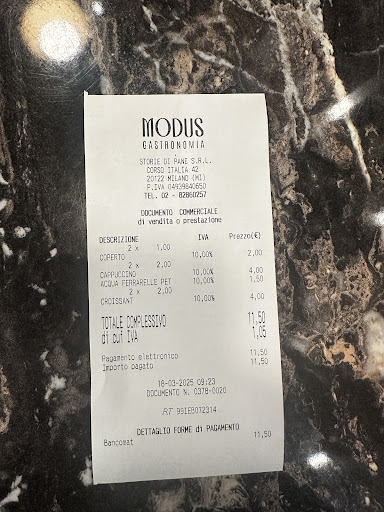 MODUS
GASTRONOMIA
STORIE DI PANE S.R.L.
CORSO ITALIA 42
20122 MILANO (MI)
P.IVA 04939840650
TEL. 02 - 82860257
DOCUMENTO COMMERCIALE
di vendita o prestazione
DESCRIZIONE IVA Prezzo(€)
2 x 1,00
COPERTO 10,00% 2,00
2 x 2,00
CAPPUCCINO 10,00% 4,00
ACQUA FERRARELLE PET 10,00% 1,50
2 x 2,00
CROISSANT 10,00% 4,00
TOTALE COMPLESSIVO 11,50
di cui IVA 1,05
Pagamento elettronico 11,50
Importo pagato 11,50
18-03-2025 09:23
DOCUMENTO N. 0378-0020
RT 99IEB072314
DETTAGLIO FORME di PAGAMENTO
Bancomat 11,50